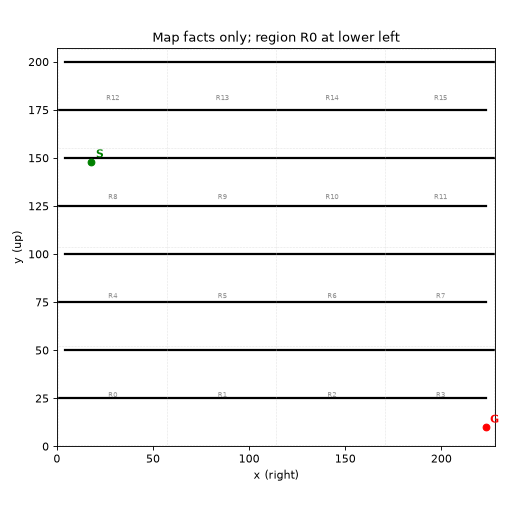 Map facts only; region R0 at lower left
200
R12 R13 R14 R15
175
S
150
R8 R9 R10 R11
125
y (up)
100
R4 R5 R6 R7
75
50
R0 R1 R2 R3
25
G
0
0 50 100 150 200
x (right)